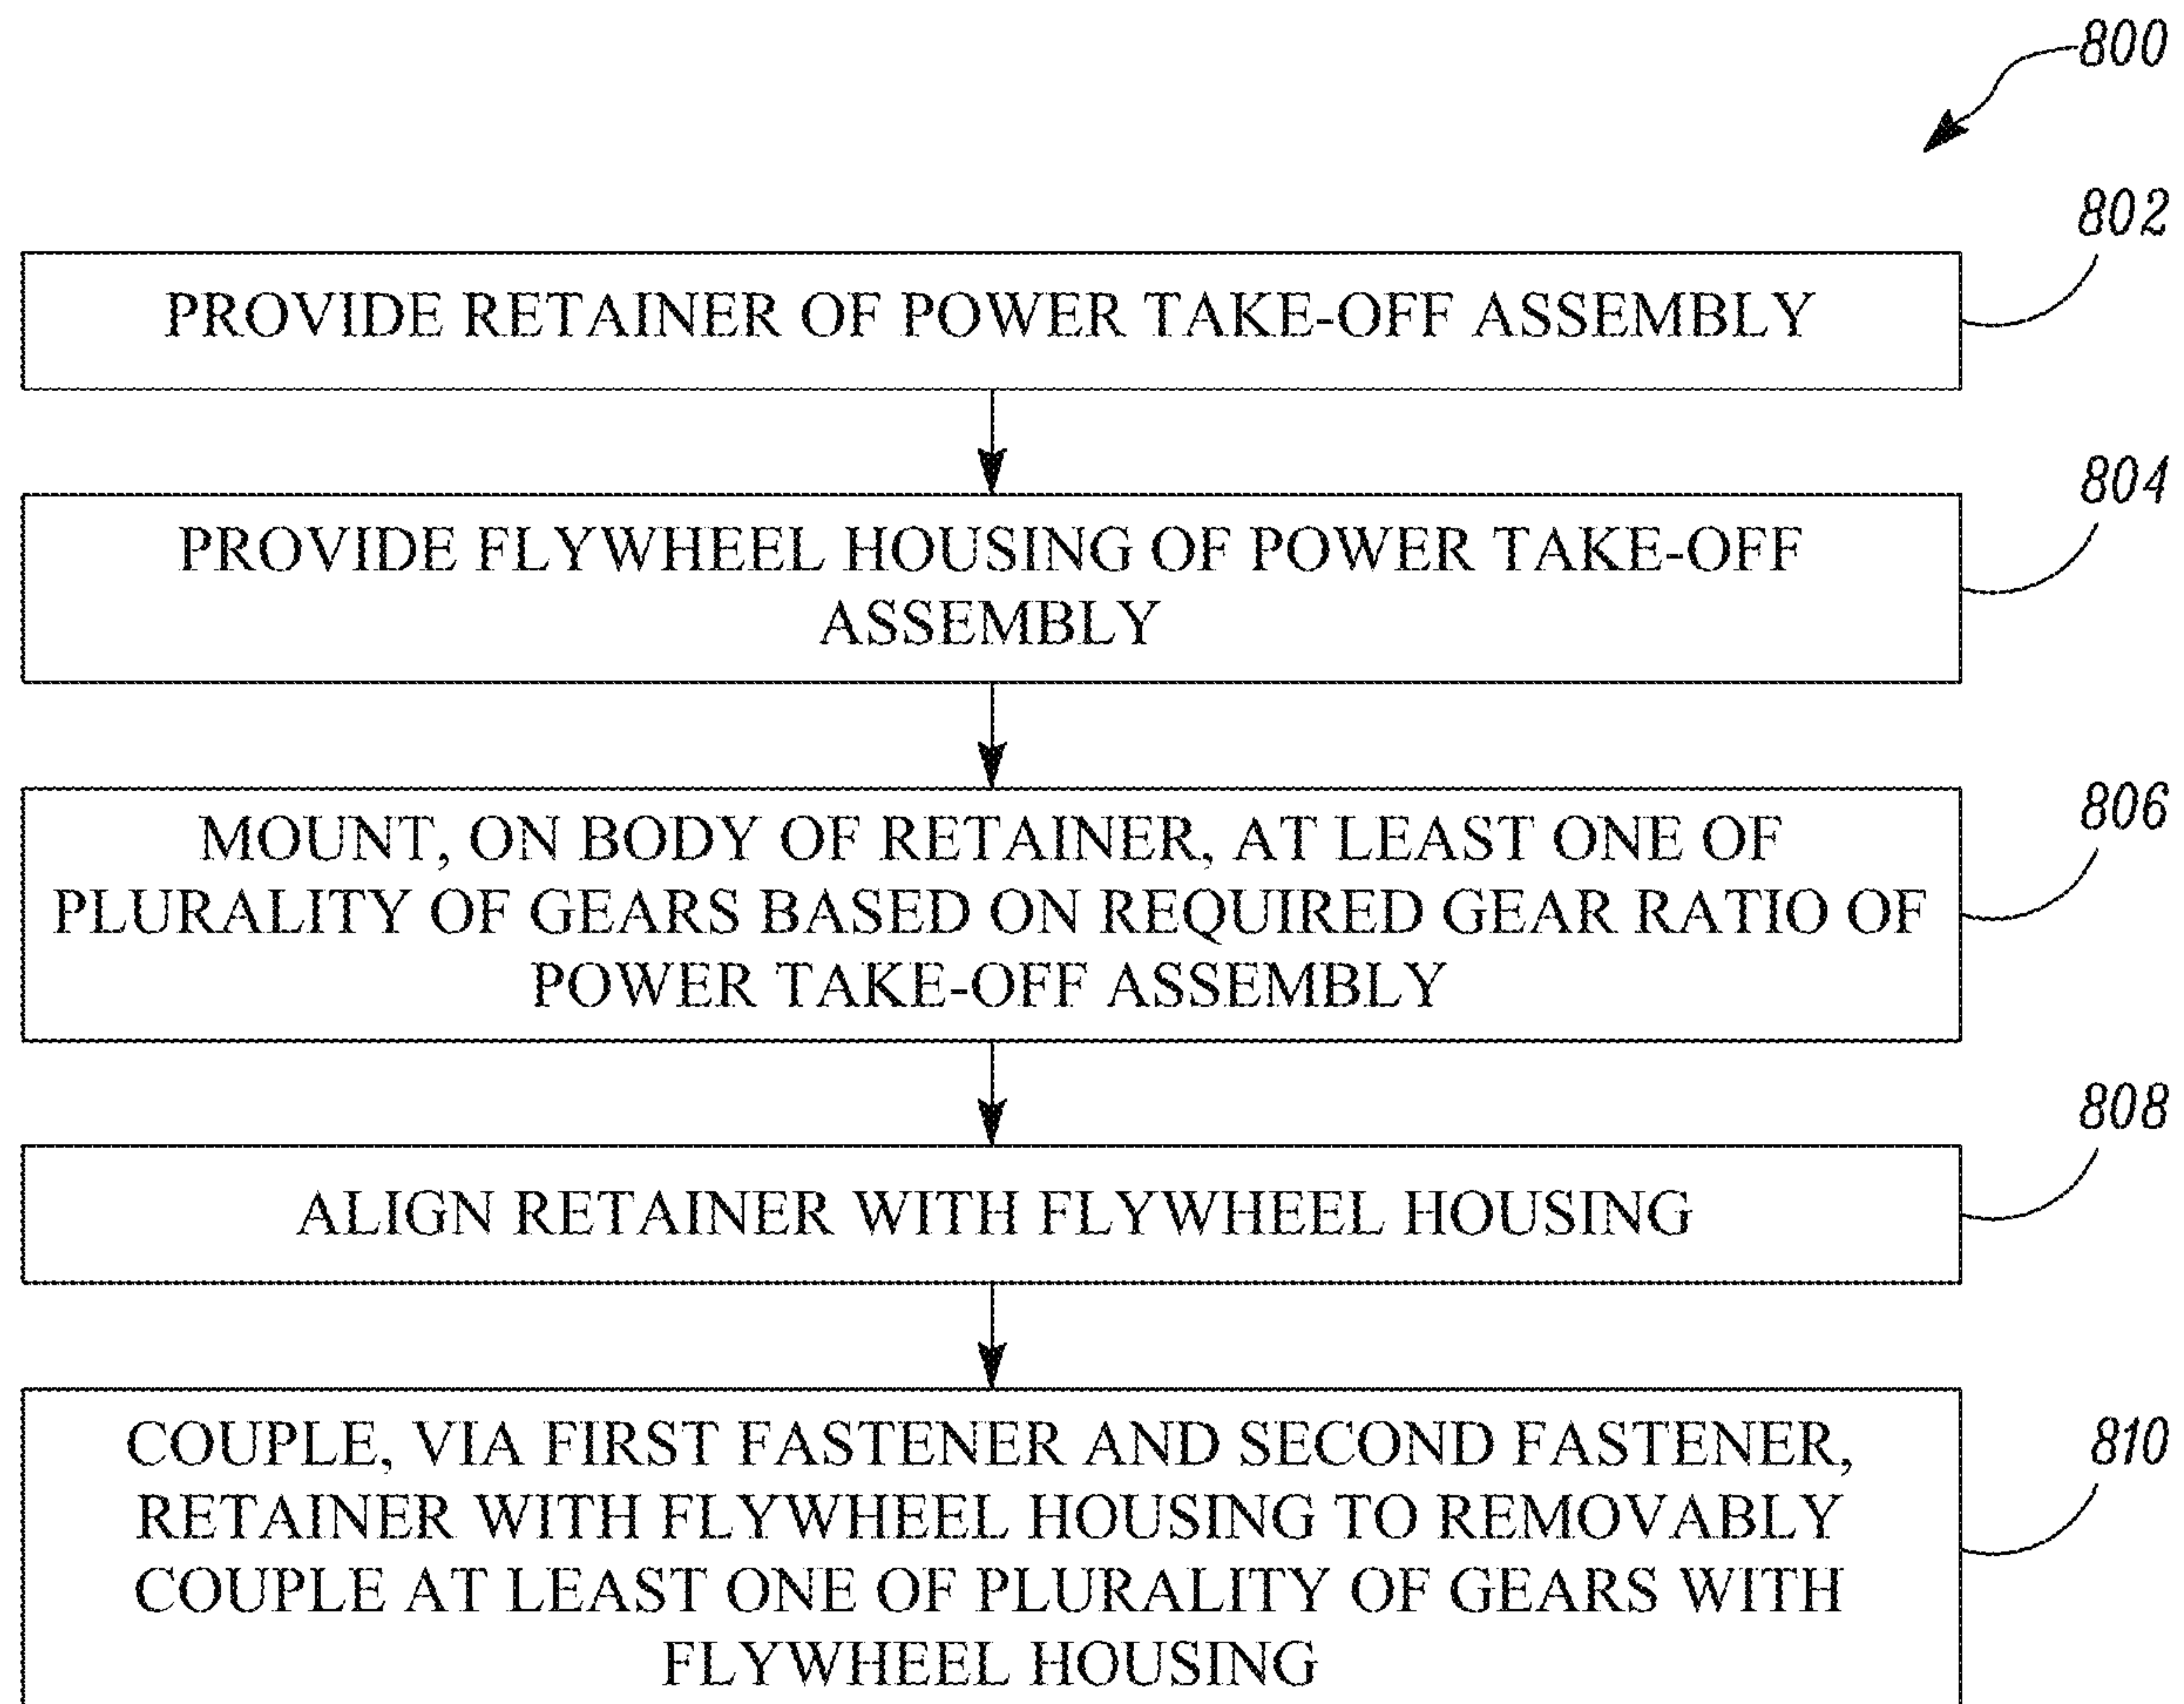 800
802
PROVIDE RETAINER OF POWER TAKE-OFF ASSEMBLY
804
PROVIDE FLYWHEEL HOUSING OF POWER TAKE-OFF
ASSEMBLY
806
MOUNT, ON BODY OF RETAINER, AT LEAST ONE OF
PLURALITY OF GEARS BASED ON REQUIRED GEAR RATIO OF
POWER TAKE-OFF ASSEMBLY
808
ALIGN RETAINER WITH FLYWHEEL HOUSING
810
COUPLE, VIA FIRST FASTENER AND SECOND FASTENER,
RETAINER WITH FLYWHEEL HOUSING TO REMOVABLY
COUPLE AT LEAST ONE OF PLURALITY OF GEARS WITH
FLYWHEEL HOUSING